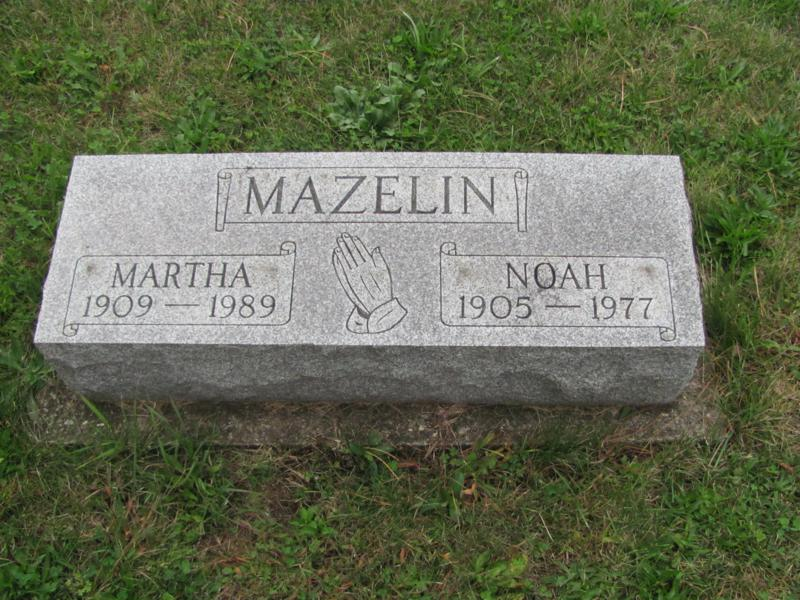 MAZELIN
MARTHA
1909 — 1989
NOAH
1905 — 1977